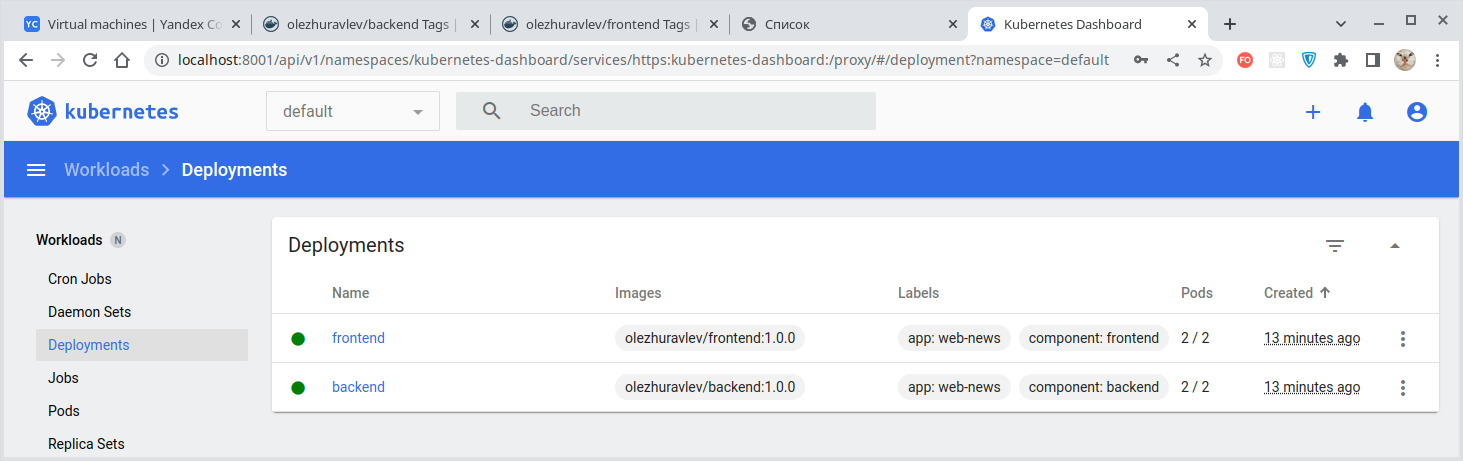 Virtual machines | Yandex Co olezhuravlev/backend Tags | olezhuravlev/frontend Tags | Список Kubernetes Dashboard
localhost:8001/api/v1/namespaces/kubernetes-dashboard/services/https:kubernetes-dashboard:/proxy/#/deployment?namespace=default
kubernetes default Search
Workloads Deployments
Workloads N
Cron Jobs
Daemon Sets
Deployments
Jobs
Pods
Replica Sets
Deployments
Name Images Labels Pods Created
frontend olezhuravlev/frontend:1.0.0 app: web-news component: frontend 2 / 2 13 minutes ago
backend olezhuravlev/backend:1.0.0 app: web-news component: backend 2 / 2 13 minutes ago